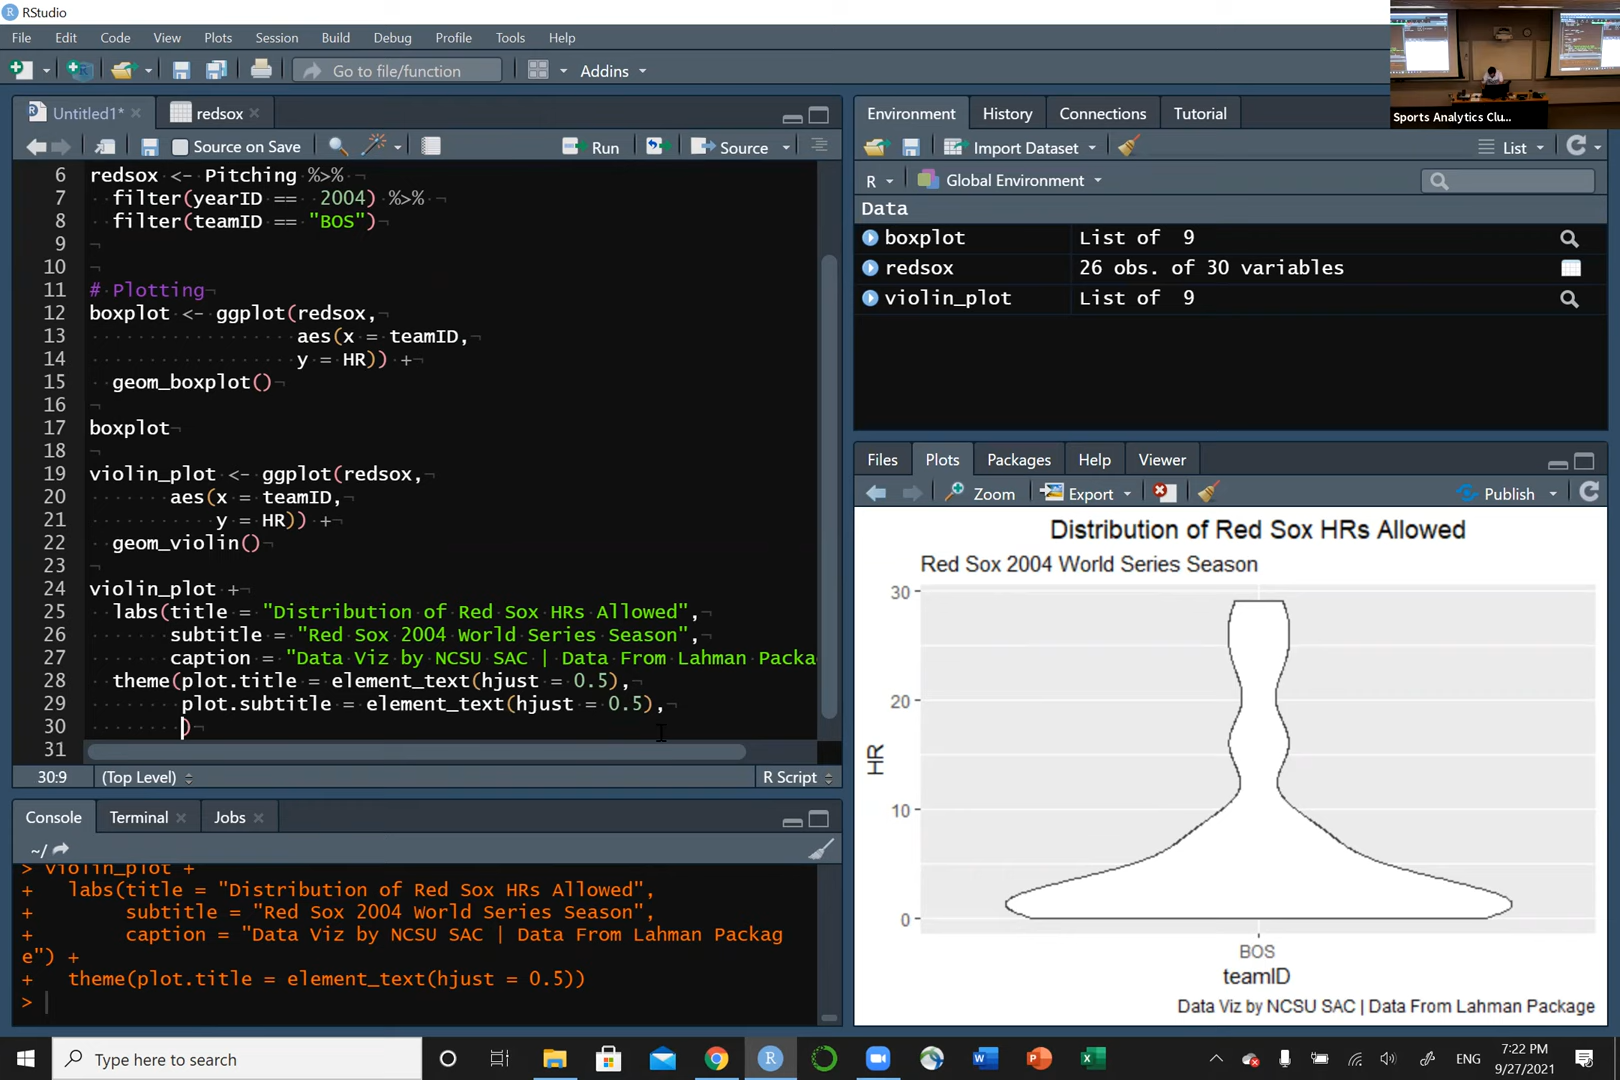 RStudio
File Edit Code View Plots Session Build Debug Profile Tools Help
Go to file/function Addins
Sports Analytics Clu...
Untitled1* redsox
Source on Save Run Source
6 redsox <- Pitching %>%
7 filter(yearID == 2004) %>%
8 filter(teamID == "BOS")
9
10
11 # Plotting
12 boxplot <- ggplot(redsox,
13 aes(x = teamID,
14 y = HR)) +
15 geom_boxplot()
16
17 boxplot
18
19 violin_plot <- ggplot(redsox,
20 aes(x = teamID,
21 y = HR)) +
22 geom_violin()
23
24 violin_plot +
25 labs(title = "Distribution of Red Sox HRs Allowed",
26 subtitle = "Red Sox 2004 World Series Season",
27 caption = "Data Viz by NCSU SAC | Data From Lahman Packa
28 theme(plot.title = element_text(hjust = 0.5),
29 plot.subtitle = element_text(hjust = 0.5),
30 )
31
30:9 (Top Level) R Script
Console Terminal Jobs
~/
> violin_plot +
+ labs(title = "Distribution of Red Sox HRs Allowed",
+ subtitle = "Red Sox 2004 World Series Season",
+ caption = "Data Viz by NCSU SAC | Data From Lahman Packag
e") +
+ theme(plot.title = element_text(hjust = 0.5))
>
Environment History Connections Tutorial
Import Dataset List
R Global Environment
Data
boxplot List of 9
redsox 26 obs. of 30 variables
violin_plot List of 9
Files Plots Packages Help Viewer
Zoom Export Publish
Distribution of Red Sox HRs Allowed
Red Sox 2004 World Series Season
30
20
10
0
HR
BOS
teamID
Data Viz by NCSU SAC | Data From Lahman Package
Type here to search
ENG
7:22 PM
9/27/2021